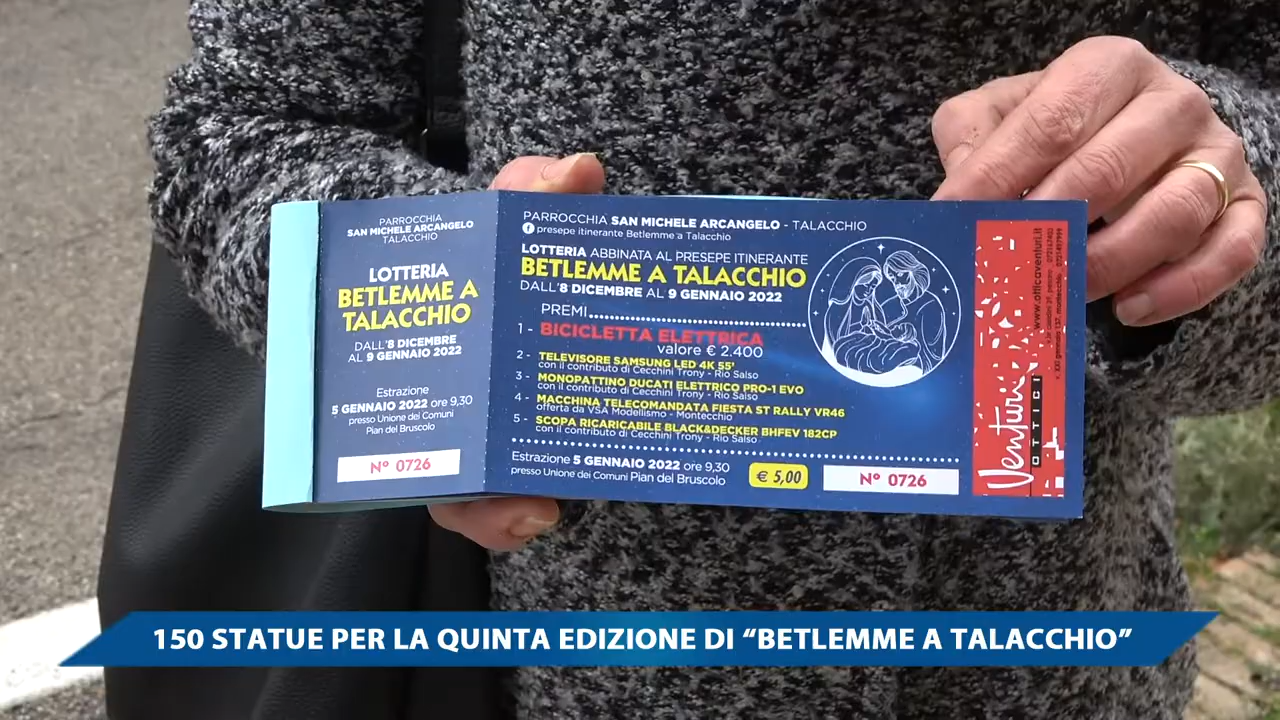 PARROCCHIA
SAN MICHELE ARCANGELO
TALACCHIO
LOTTERIA
BETLEMME A
TALACCHIO
DALL'8 DICEMBRE
AL 9 GENNAIO 2022
Estrazione
5 GENNAIO 2022 ore 9,30
presso Unione dei Comuni
Pian del Bruscolo
N° 0726
PARROCCHIA SAN MICHELE ARCANGELO - TALACCHIO
f presepe itinerante Betlemme a Talacchio
LOTTERIA ABBINATA AL PRESEPE ITINERANTE
BETLEMME A TALACCHIO
DALL'8 DICEMBRE AL 9 GENNAIO 2022
PREMI
1 - BICICLETTA ELETTRICA
valore € 2.400
2 - TELEVISORE SAMSUNG LED 4K 55'
con il contributo di Cecchini Trony - Rio Salso
3 - MONOPATTINO DUCATI ELETTRICO PRO-1 EVO
con il contributo di Cecchini Trony - Rio Salso
4 - MACCHINA TELECOMANDATA FIESTA ST RALLY VR46
offerta da VSA Modellismo - Montecchio
5 - SCOPA RICARICABILE BLACK&DECKER BHFEV 182CP
con il contributo di Cecchini Trony - Rio Salso
Estrazione 5 GENNAIO 2022 ore 9,30
presso Unione dei Comuni Pian del Bruscolo
€ 5,00
N° 0726
Venturi
OTTICI
www.otticaventuri.it
150 STATUE PER LA QUINTA EDIZIONE DI “BETLEMME A TALACCHIO”